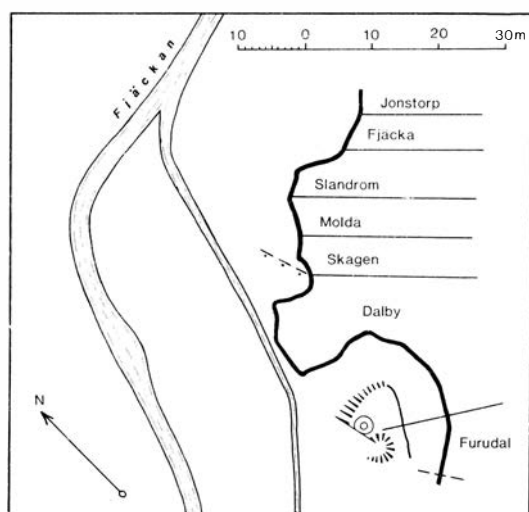 Fjäckan
10 0 10 20 30m
Jonstorp
Fjäcka
Slandrom
Molda
Skagen
Dalby
N
Furudal